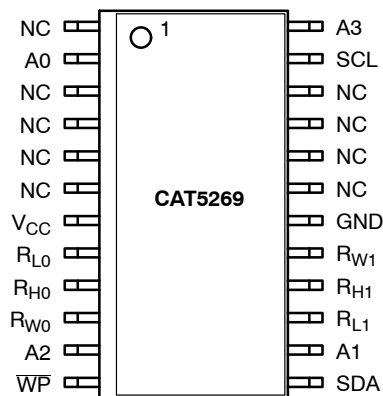 NC 1 A3
A0 SCL
NC NC
NC NC
NC NC
NC NC
CAT5269
VCC GND
RL0 RW1
RH0 RH1
RW0 RL1
A2 A1
WP SDA